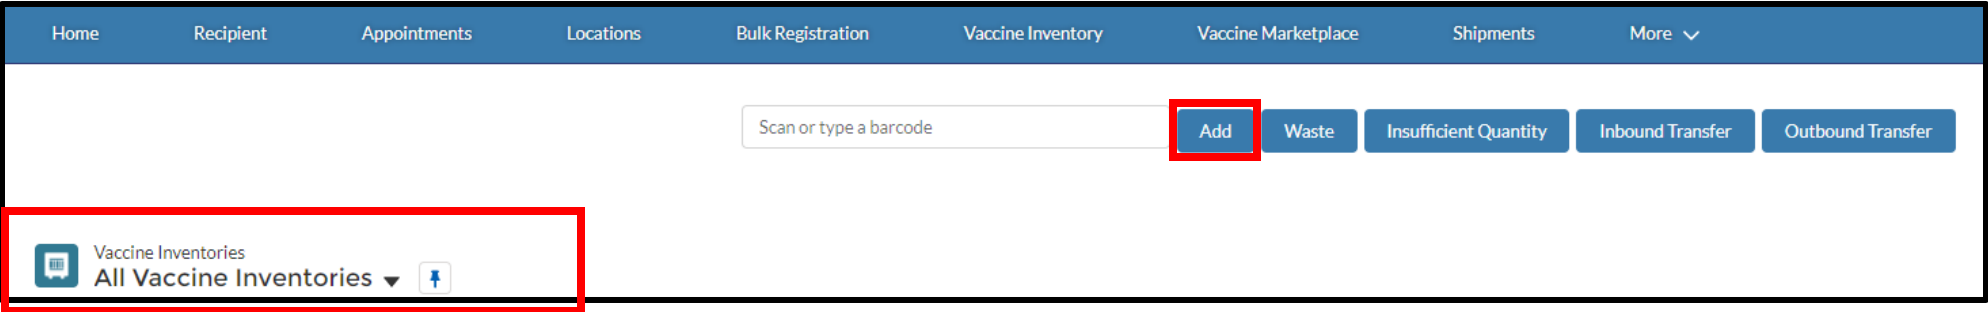 Home Recipient Appointments Locations Bulk Registration Vaccine Inventory Vaccine Marketplace Shipments More
Scan or type a barcode Add Waste Insufficient Quantity Inbound Transfer Outbound Transfer
Vaccine Inventories
All Vaccine Inventories